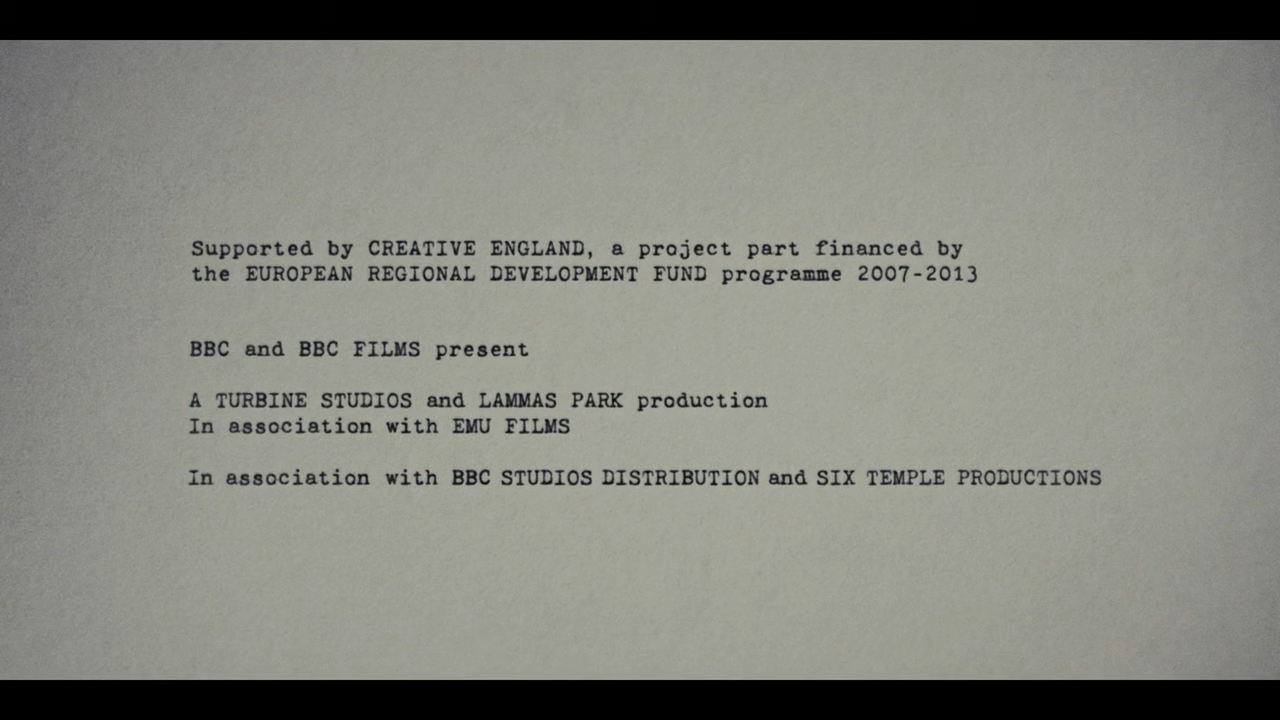 Supported by CREATIVE ENGLAND, a project part financed by
the EUROPEAN REGIONAL DEVELOPMENT FUND programme 2007-2013
BBC and BBC FILMS present
A TURBINE STUDIOS and LAMMAS PARK production
In association with EMU FILMS
In association with BBC STUDIOS DISTRIBUTION and SIX TEMPLE PRODUCTIONS